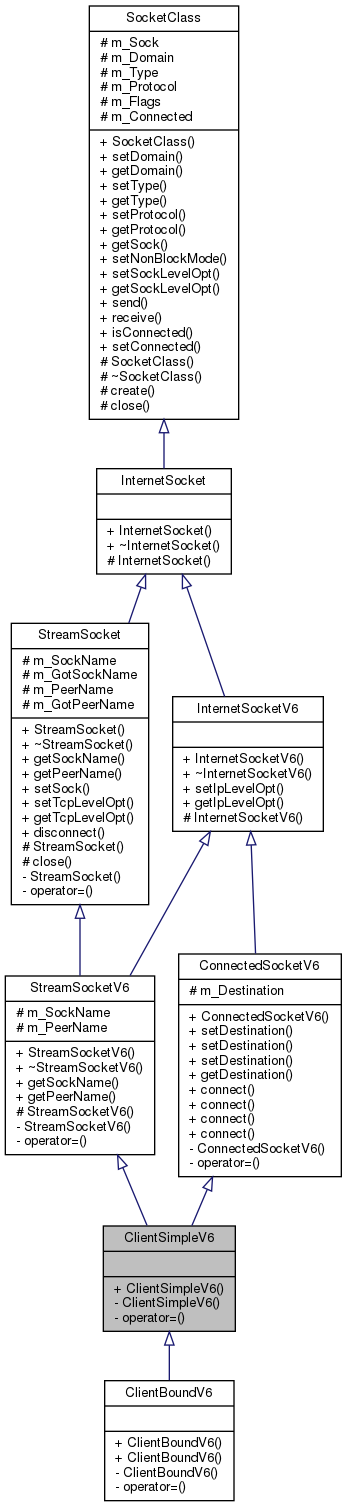 SocketClass
# m_Sock
# m_Domain
# m_Type
# m_Protocol
# m_Flags
# m_Connected
+ SocketClass()
+ setDomain()
+ getDomain()
+ setType()
+ getType()
+ setProtocol()
+ getProtocol()
+ getSock()
+ setNonBlockMode()
+ setSockLevelOpt()
+ getSockLevelOpt()
+ send()
+ receive()
+ isConnected()
+ setConnected()
# SocketClass()
# ~SocketClass()
# create()
# close()
InternetSocket
+ InternetSocket()
+ ~InternetSocket()
# InternetSocket()
StreamSocket
# m_SockName
# m_GotSockName
# m_PeerName
# m_GotPeerName
+ StreamSocket()
+ ~StreamSocket()
+ getSockName()
+ getPeerName()
+ setSock()
+ setTcpLevelOpt()
+ getTcpLevelOpt()
+ disconnect()
# StreamSocket()
# close()
- StreamSocket()
- operator=()
InternetSocketV6
+ InternetSocketV6()
+ ~InternetSocketV6()
+ setIpLevelOpt()
+ getIpLevelOpt()
# InternetSocketV6()
StreamSocketV6
# m_SockName
# m_PeerName
+ StreamSocketV6()
+ ~StreamSocketV6()
+ getSockName()
+ getPeerName()
# StreamSocketV6()
- StreamSocketV6()
- operator=()
ConnectedSocketV6
# m_Destination
+ ConnectedSocketV6()
+ setDestination()
+ setDestination()
+ setDestination()
+ getDestination()
+ connect()
+ connect()
+ connect()
+ connect()
- ConnectedSocketV6()
- operator=()
ClientSimpleV6
+ ClientSimpleV6()
- ClientSimpleV6()
- operator=()
ClientBoundV6
+ ClientBoundV6()
+ ClientBoundV6()
- ClientBoundV6()
- operator=()